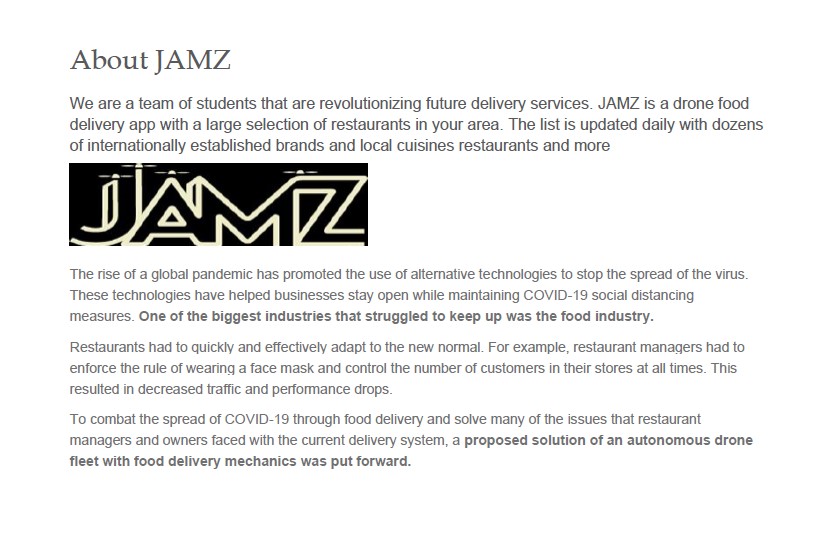 About JAMZ
We are a team of students that are revolutionizing future delivery services. JAMZ is a drone food
delivery app with a large selection of restaurants in your area. The list is updated daily with dozens
of internationally established brands and local cuisines restaurants and more
JAMZ
The rise of a global pandemic has promoted the use of alternative technologies to stop the spread of the virus.
These technologies have helped businesses stay open while maintaining COVID-19 social distancing
measures. One of the biggest industries that struggled to keep up was the food industry.
Restaurants had to quickly and effectively adapt to the new normal. For example, restaurant managers had to
enforce the rule of wearing a face mask and control the number of customers in their stores at all times. This
resulted in decreased traffic and performance drops.
To combat the spread of COVID-19 through food delivery and solve many of the issues that restaurant
managers and owners faced with the current delivery system, a proposed solution of an autonomous drone
fleet with food delivery mechanics was put forward.